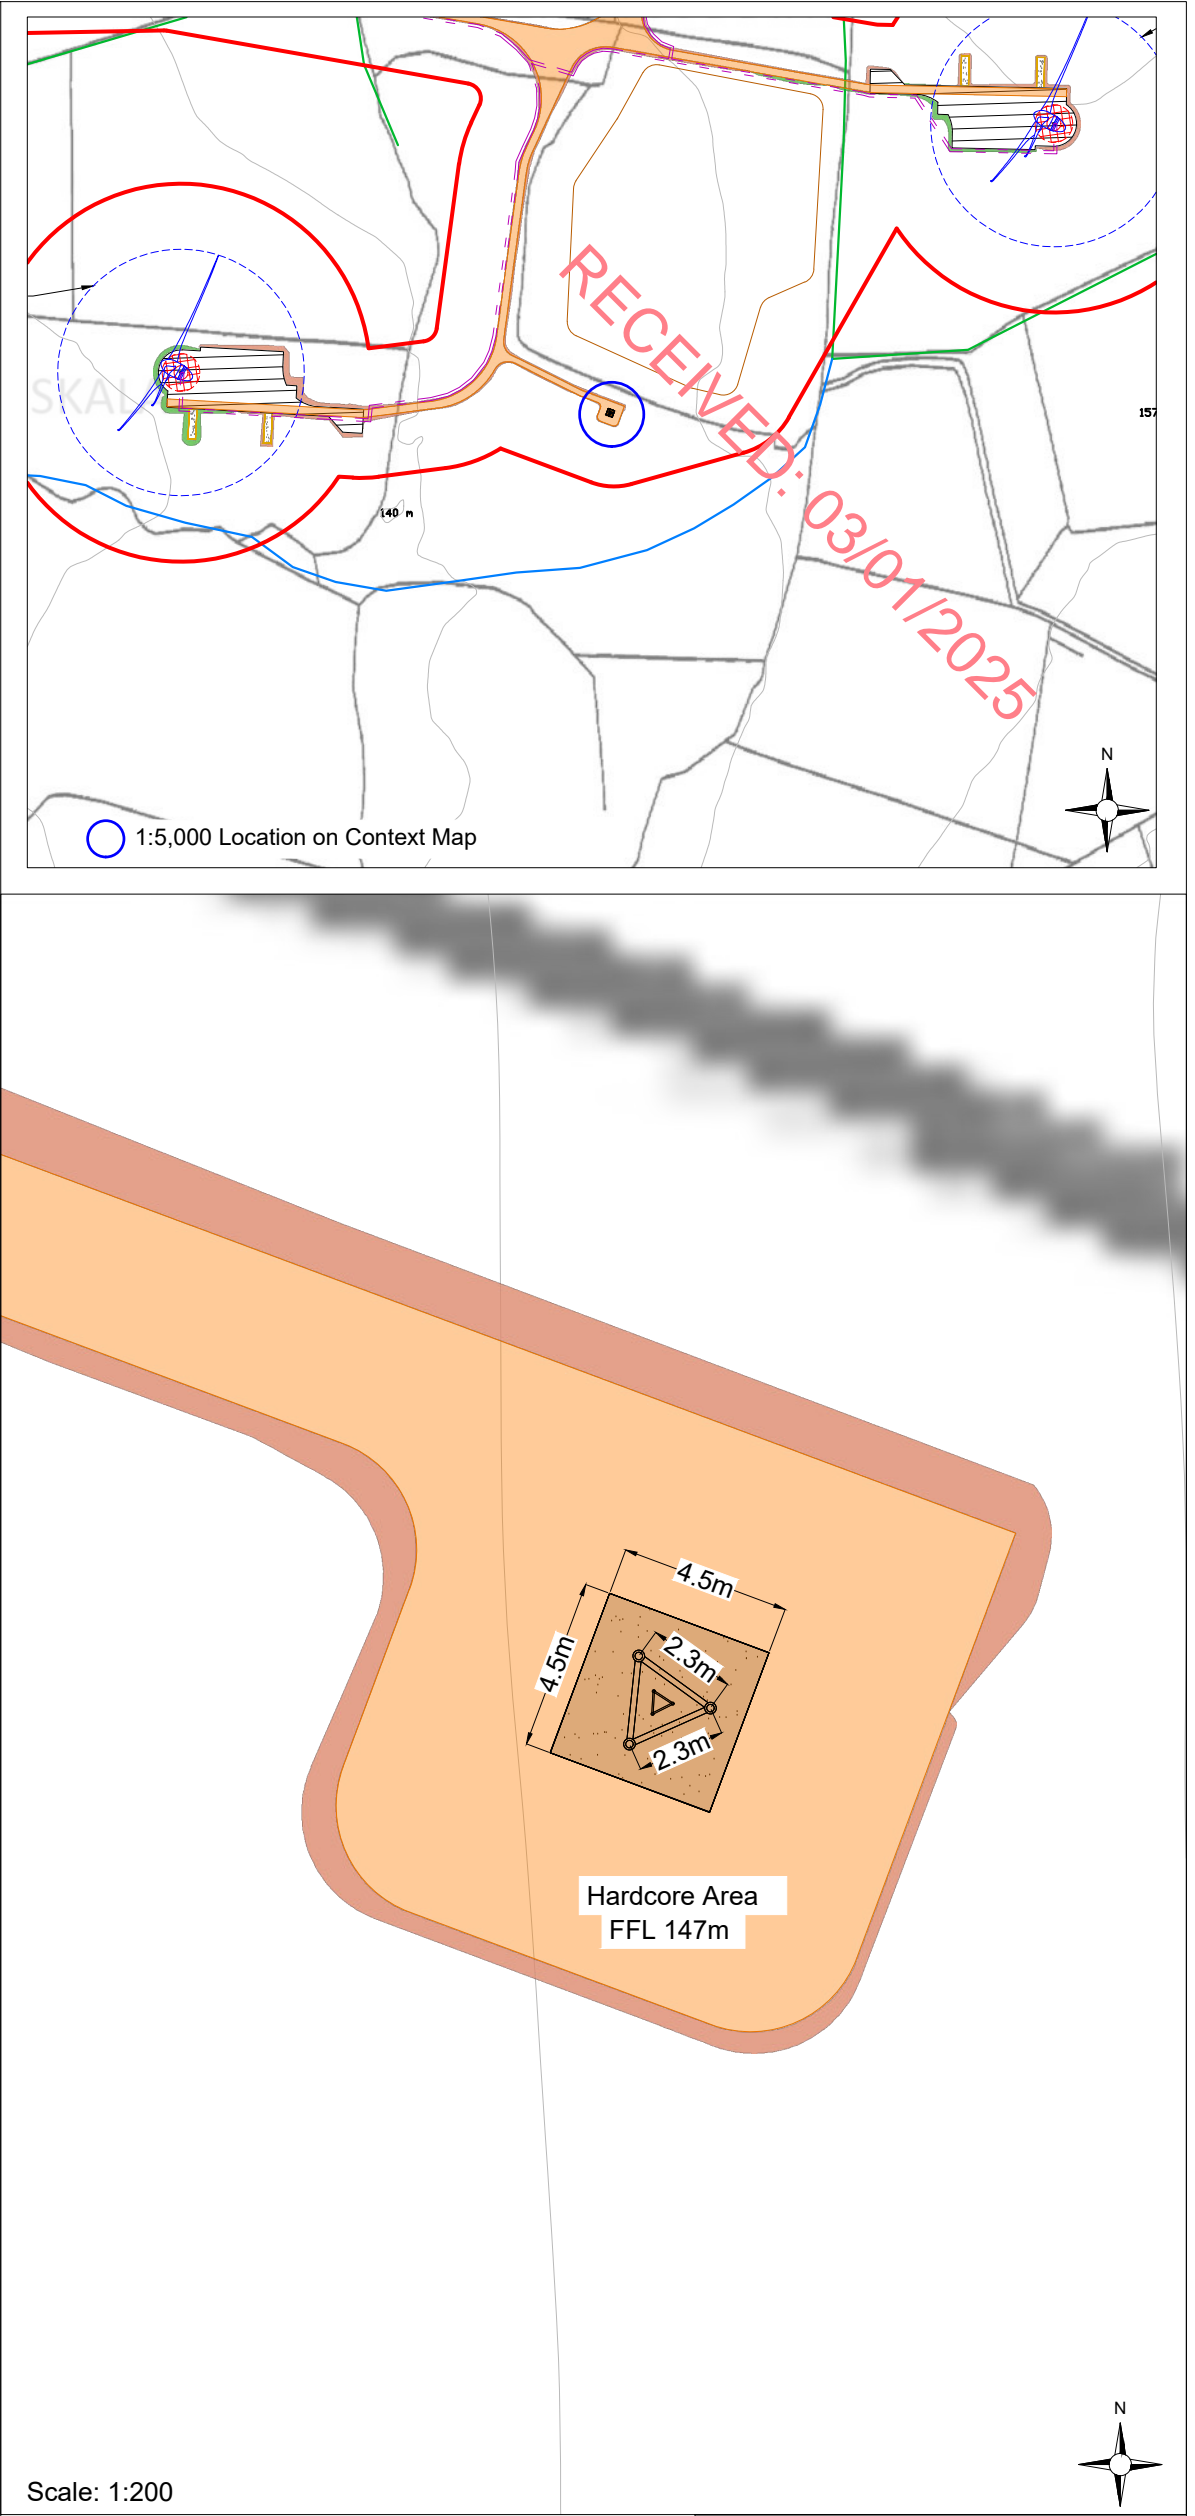 SKAL
RECEIVED: 03/01/2025
157
140 m
N
1:5,000 Location on Context Map
4.5m
4.5m
2.3m
2.3m
Hardcore Area
FFL 147m
N
Scale: 1:200